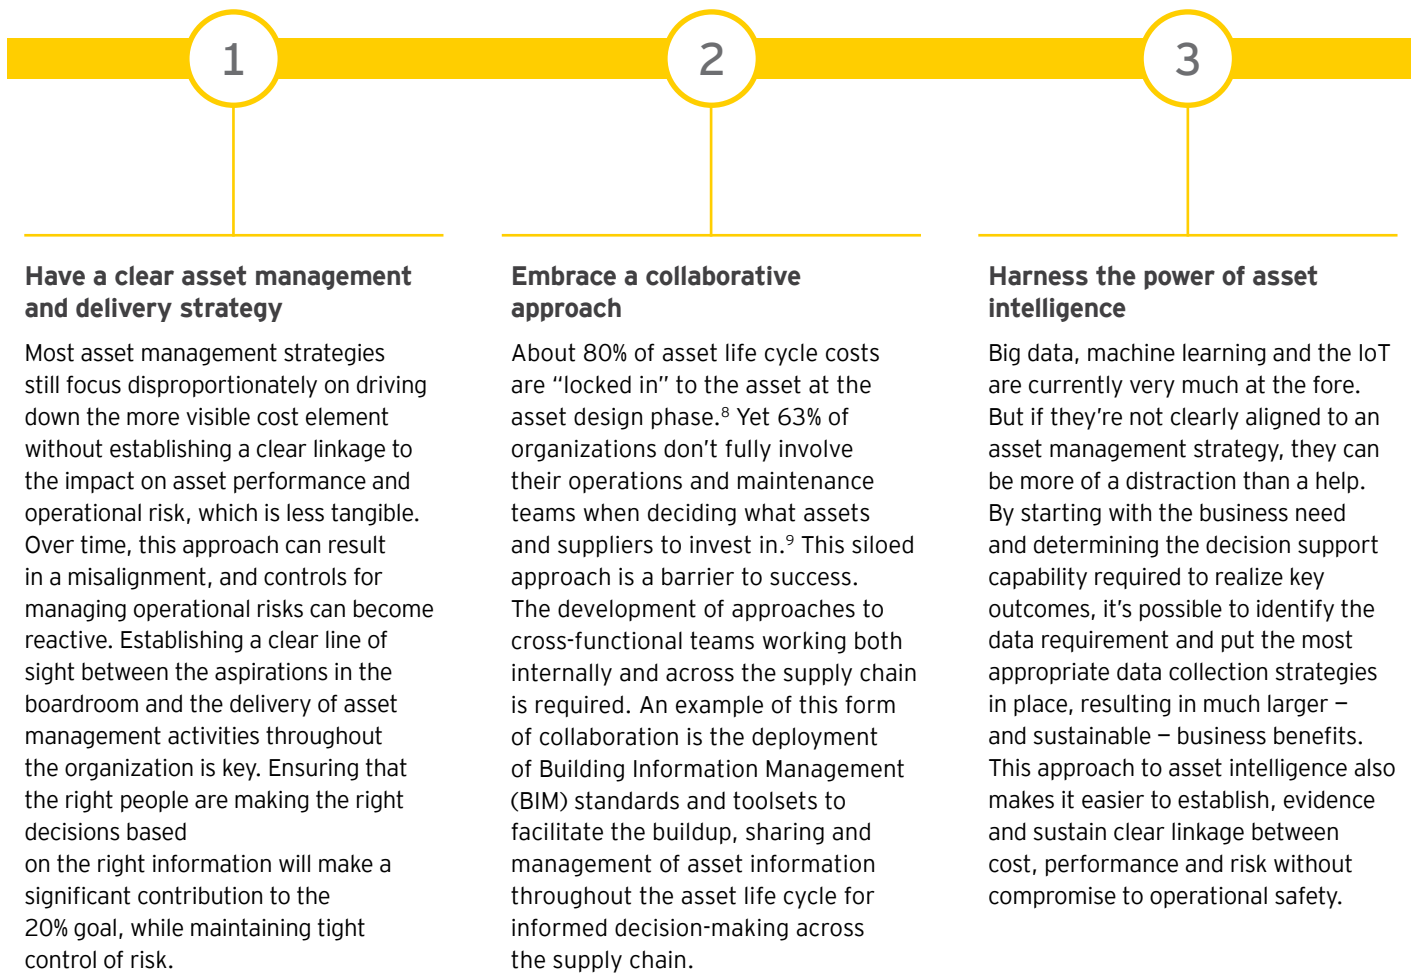 1
2
3
Have a clear asset management
and delivery strategy
Most asset management strategies
still focus disproportionately on driving
down the more visible cost element
without establishing a clear linkage to
the impact on asset performance and
operational risk, which is less tangible.
Over time, this approach can result
in a misalignment, and controls for
managing operational risks can become
reactive. Establishing a clear line of
sight between the aspirations in the
boardroom and the delivery of asset
management activities throughout
the organization is key. Ensuring that
the right people are making the right
decisions based
on the right information will make a
significant contribution to the
20% goal, while maintaining tight
control of risk.
Embrace a collaborative
approach
About 80% of asset life cycle costs
are “locked in” to the asset at the
asset design phase.⁸ Yet 63% of
organizations don’t fully involve
their operations and maintenance
teams when deciding what assets
and suppliers to invest in.⁹ This siloed
approach is a barrier to success.
The development of approaches to
cross-functional teams working both
internally and across the supply chain
is required. An example of this form
of collaboration is the deployment
of Building Information Management
(BIM) standards and toolsets to
facilitate the buildup, sharing and
management of asset information
throughout the asset life cycle for
informed decision-making across
the supply chain.
Harness the power of asset
intelligence
Big data, machine learning and the IoT
are currently very much at the fore.
But if they’re not clearly aligned to an
asset management strategy, they can
be more of a distraction than a help.
By starting with the business need
and determining the decision support
capability required to realize key
outcomes, it’s possible to identify the
data requirement and put the most
appropriate data collection strategies
in place, resulting in much larger –
and sustainable – business benefits.
This approach to asset intelligence also
makes it easier to establish, evidence
and sustain clear linkage between
cost, performance and risk without
compromise to operational safety.